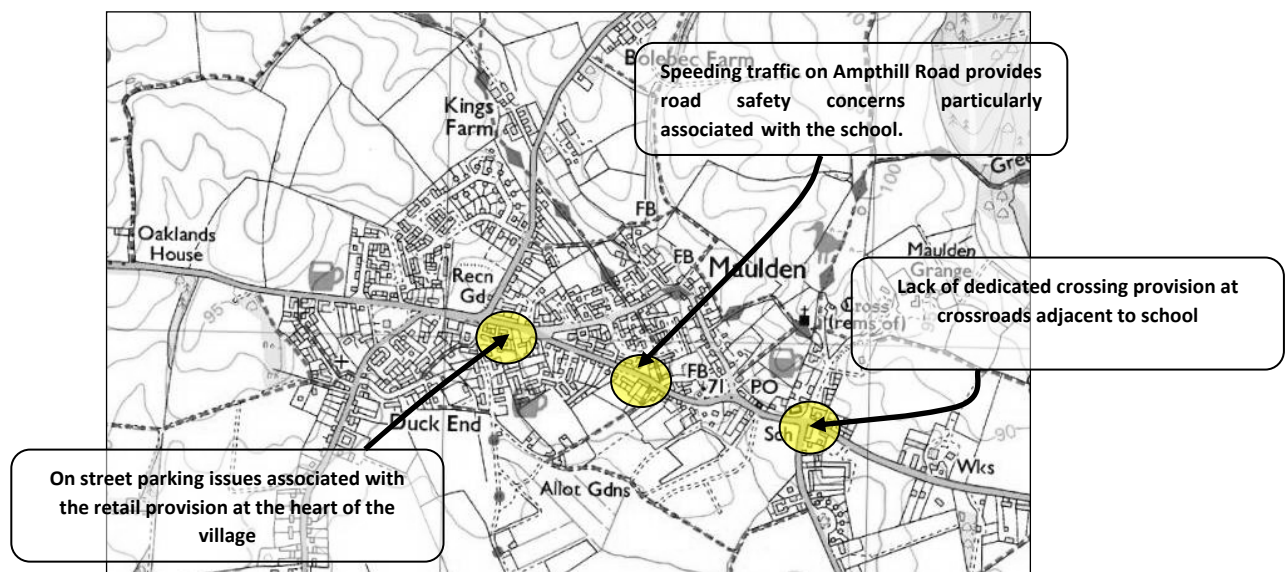 Bolebec Farm
Speeding traffic on Ampthill Road provides
road safety concerns particularly
associated with the school.
Kings
Farm
100
Gree
FB
Oaklands
House
FB
Maulden
Maulden
Grange
Recn
Gd
Lack of dedicated crossing provision at
crossroads adjacent to school
Cross
(rems of)
95
FB
71
PO
Duck End
Sch
90
Wks
On street parking issues associated with
the retail provision at the heart of the
village
Allot Gdns